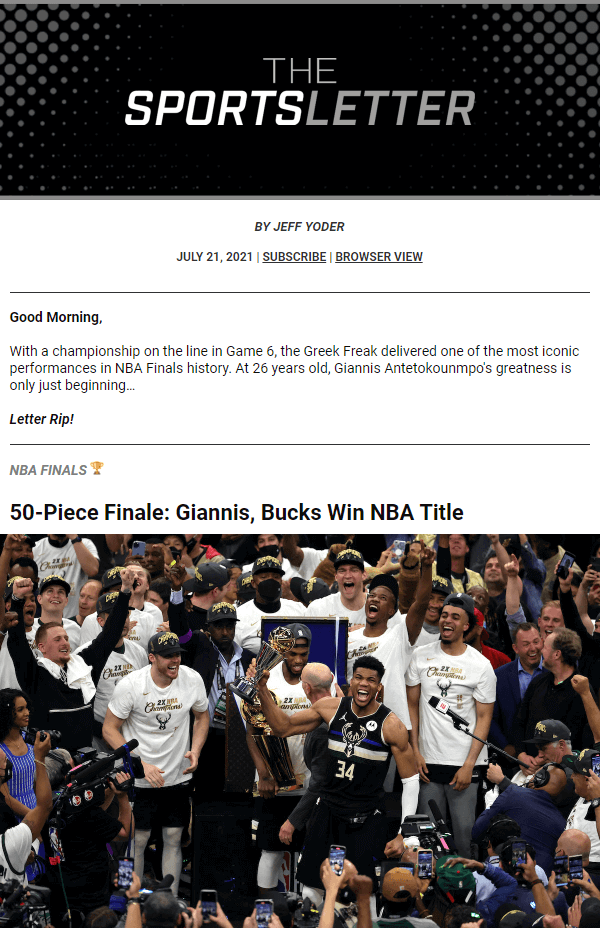 THE
SPORTSLETTER
BY JEFF YODER
JULY 21, 2021 | SUBSCRIBE | BROWSER VIEW
Good Morning,
With a championship on the line in Game 6, the Greek Freak delivered one of the most iconic
performances in NBA Finals history. At 26 years old, Giannis Antetokounmpo's greatness is
only just beginning...
Letter Rip!
NBA FINALS 🏆
50-Piece Finale: Giannis, Bucks Win NBA Title
2X NBA
Champions
34